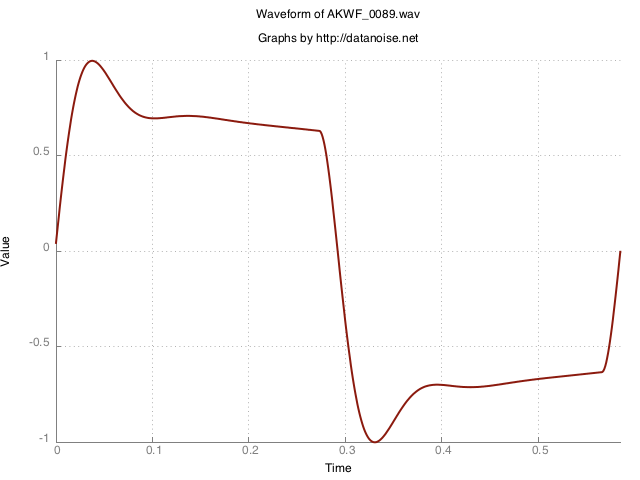 Waveform of AKWF_0089.wav
Graphs by http://datanoise.net
1
0.5
0
-0.5
-1
Value
0 0.1 0.2 0.3 0.4 0.5
Time